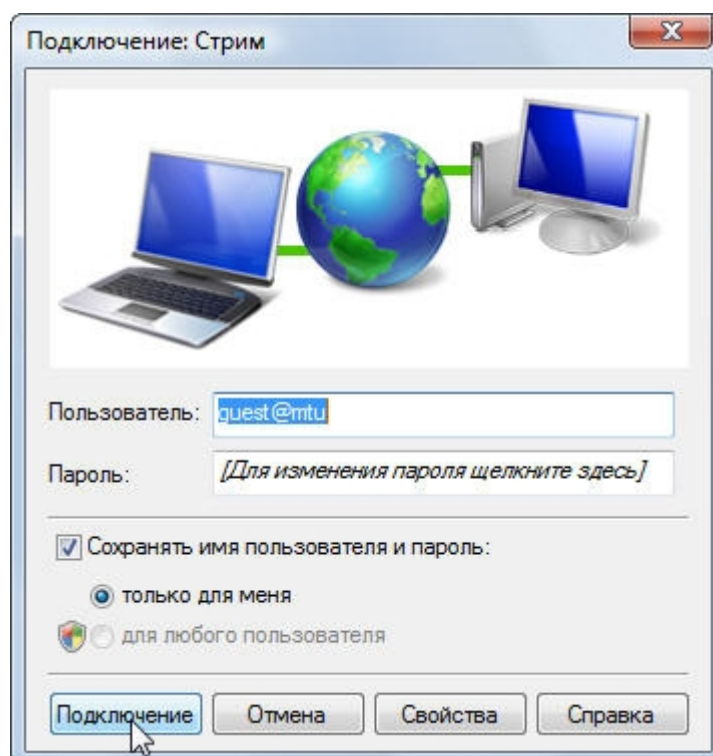 Подключение: Стрим
Пользователь: guest@mtu
Пароль: [Для изменения пароля щелкните здесь]
Сохранять имя пользователя и пароль:
только для меня
для любого пользователя
Подключение Отмена Свойства Справка